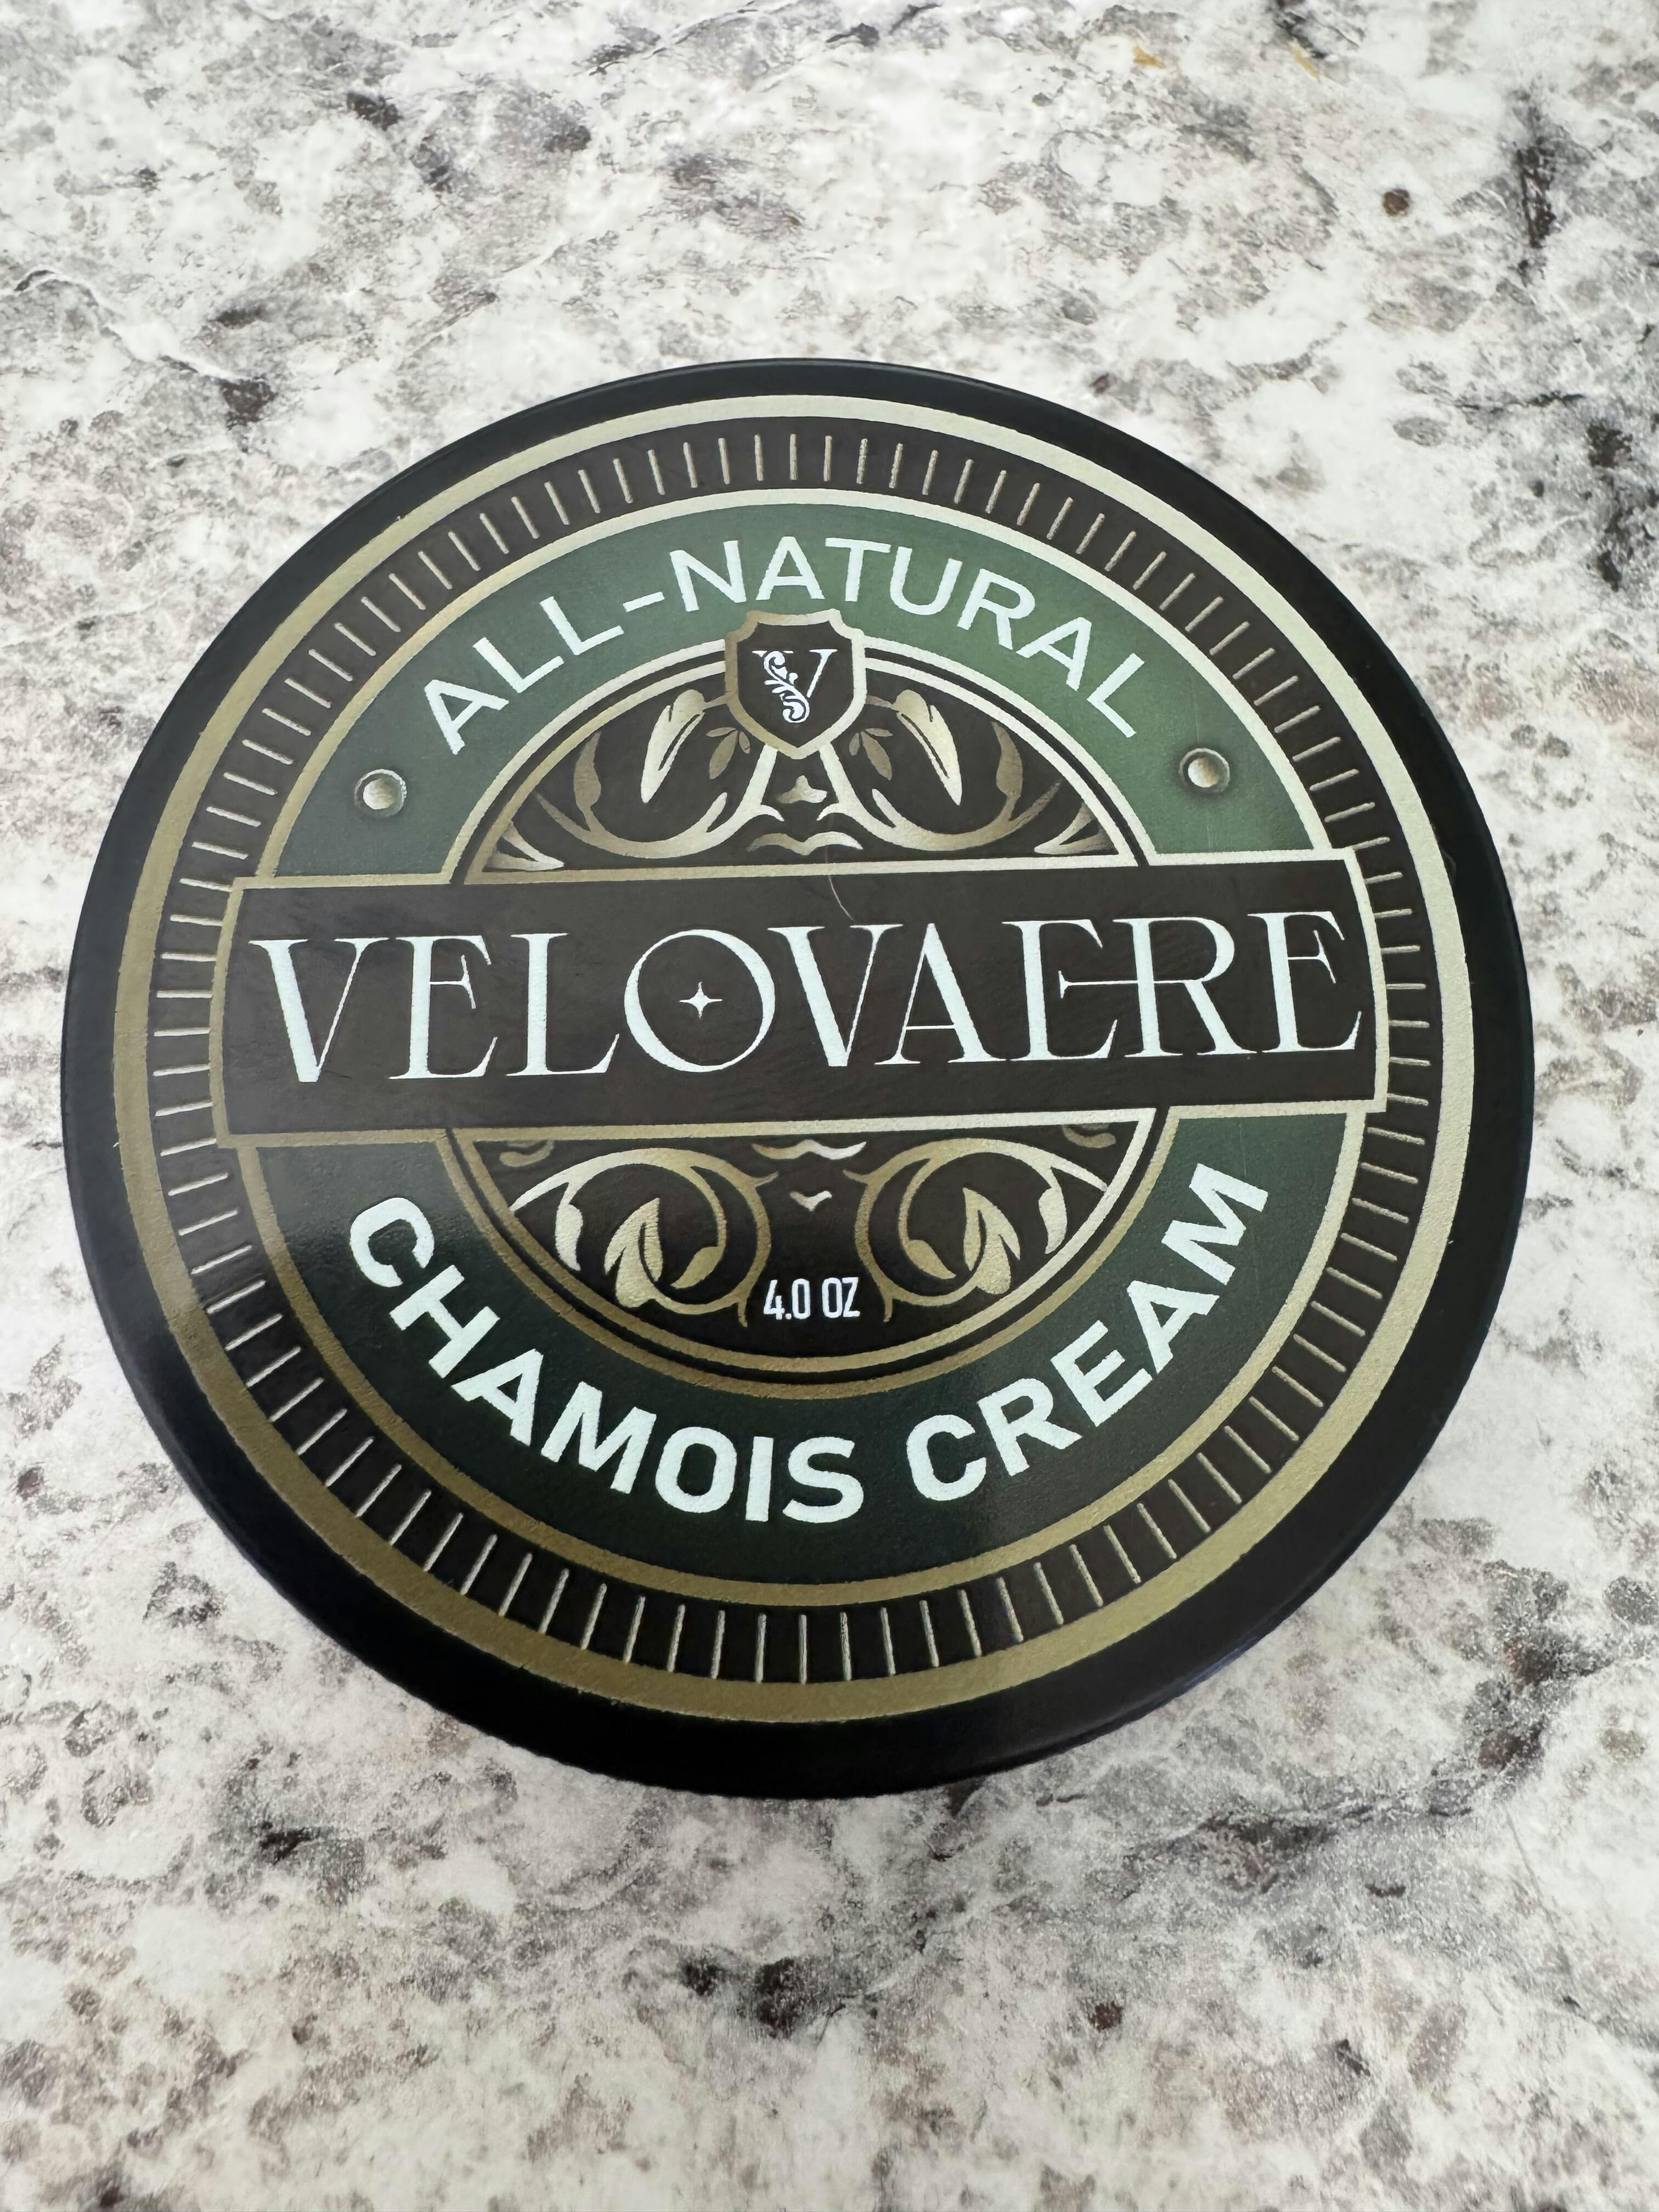 ALL-NATURAL
V
VELOVAERE
4.0 OZ
CHAMOIS CREAM